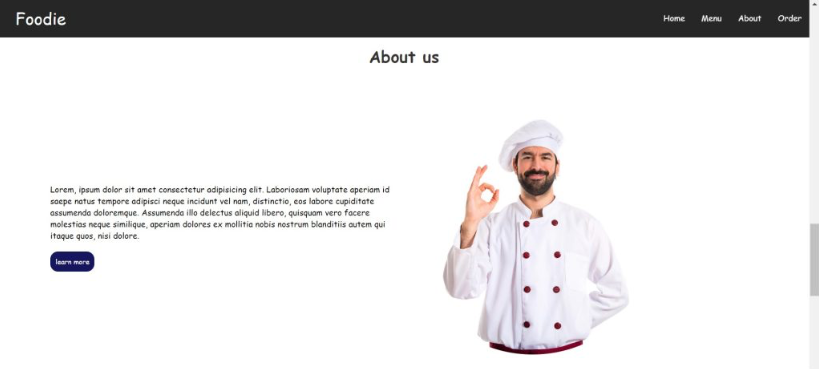 Foodie
Home Menu About Order
About us
Lorem, ipsum dolor sit amet consectetur adipisicing elit. Laboriosam voluptate aperiam id
saepe natus tempore adipisci neque incidunt vel nam, distinctio, eos labore cupiditate
assumenda doloremque. Assumenda illo delectus aliquid libero, quisquam vero facere
molestias neque similique, aperiam dolores ex mollitia nobis nostrum blanditiis autem qui
itaque quos, nisi dolore.
learn more